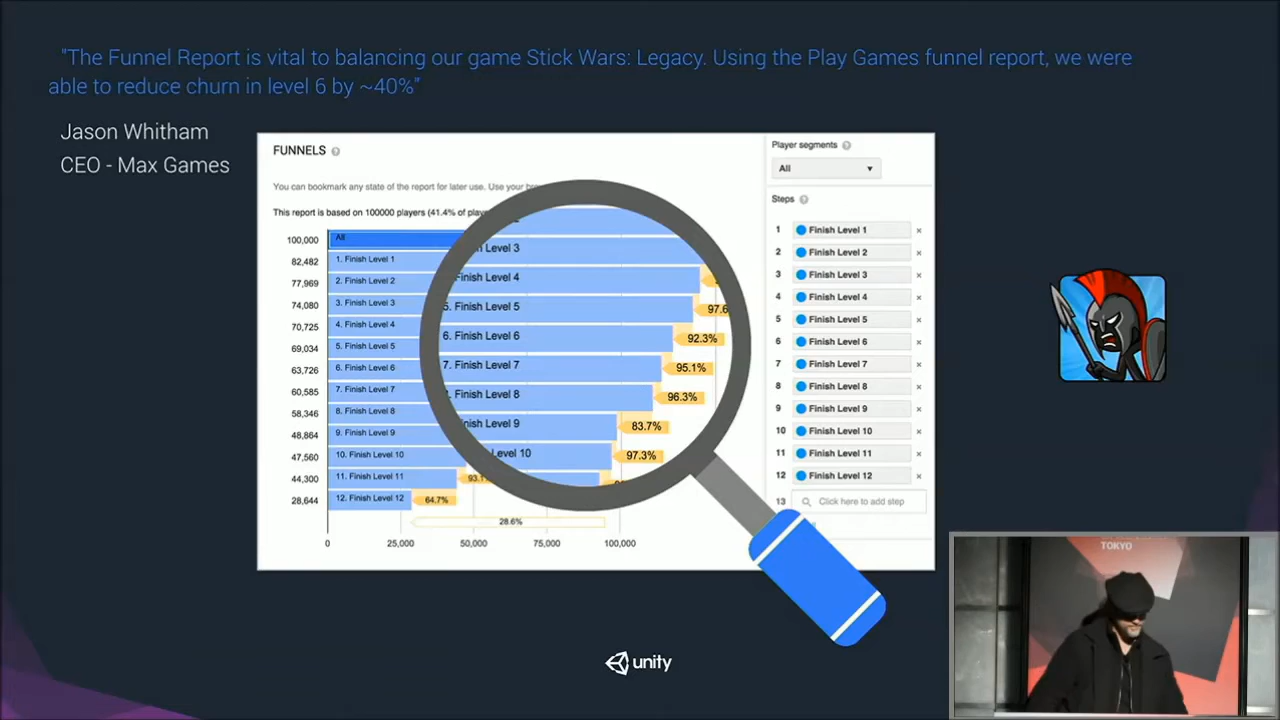 "The Funnel Report is vital to balancing our game Stick Wars: Legacy. Using the Play Games funnel report, we were
able to reduce churn in level 6 by ~40%"
Jason Whitham
CEO - Max Games
FUNNELS
You can bookmark any state of the report for later use. Use your
This report is based on 100000 players (41.4% of
100,000 All
82,482 1. Finish Level 1
77,969 2. Finish Level 2
74,080 3. Finish Level 3
70,725 4. Finish Level 4
69,034 5. Finish Level 5
63,726 6. Finish Level 6
60,585 7. Finish Level 7
58,346 8. Finish Level 8
48,864 9. Finish Level 9
47,560 10. Finish Level 10
44,300 11. Finish Level 11
28,644 12. Finish Level 12 64.7%
28.6%
0 25,000 50,000 75,000 100,000
Level 3
Finish Level 4
5. Finish Level 5 97.6
6. Finish Level 6 92.3%
7. Finish Level 7 95.1%
Finish Level 8 96.3%
Level 9 83.7%
Level 10 97.3%
Player segments
All
Steps
1 Finish Level 1 ×
2 Finish Level 2 ×
3 Finish Level 3 ×
4 Finish Level 4 ×
5 Finish Level 5 ×
6 Finish Level 6 ×
7 Finish Level 7 ×
8 Finish Level 8 ×
9 Finish Level 9 ×
10 Finish Level 10 ×
11 Finish Level 11 ×
12 Finish Level 12 ×
13 Click here to add step
unity
TOKYO